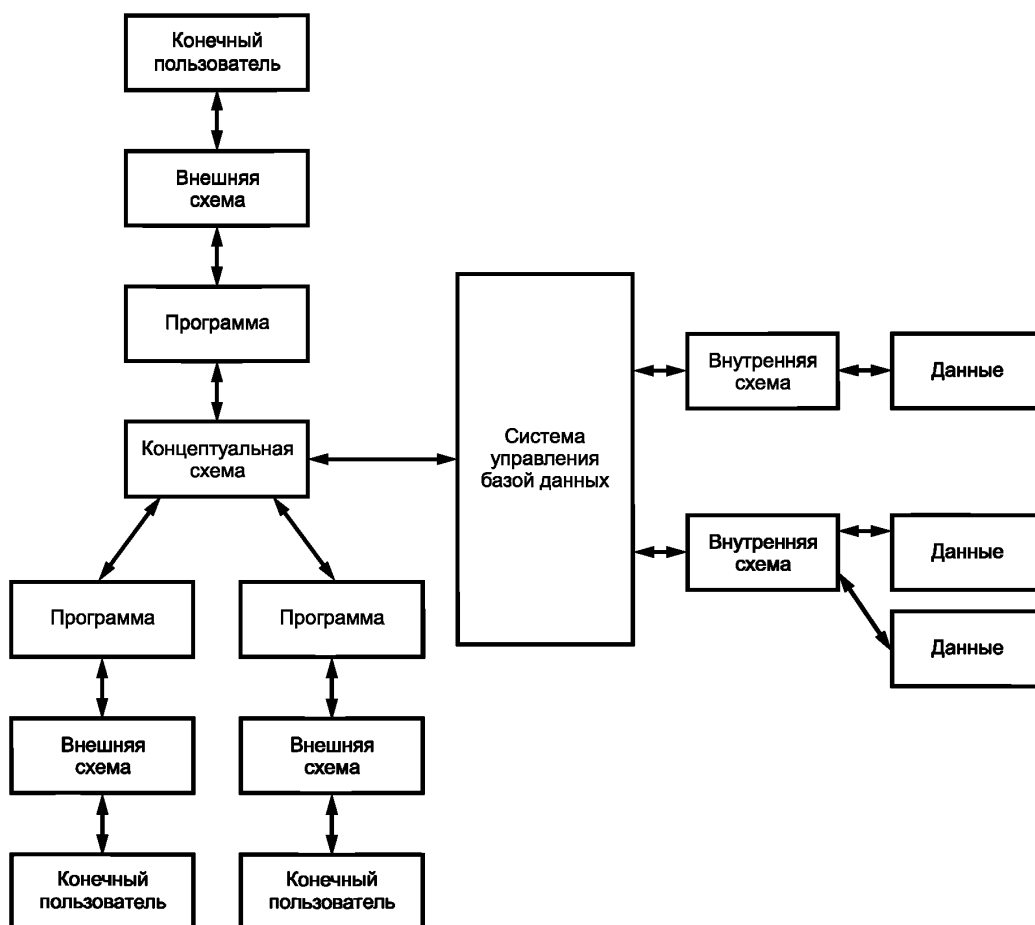 Конечный
пользователь
Внешняя
схема
Программа
Концептуальная
схема
Система
управления
базой данных
Внутренняя
схема
Данные
Внутренняя
схема
Данные
Данные
Программа
Программа
Внешняя
схема
Внешняя
схема
Конечный
пользователь
Конечный
пользователь